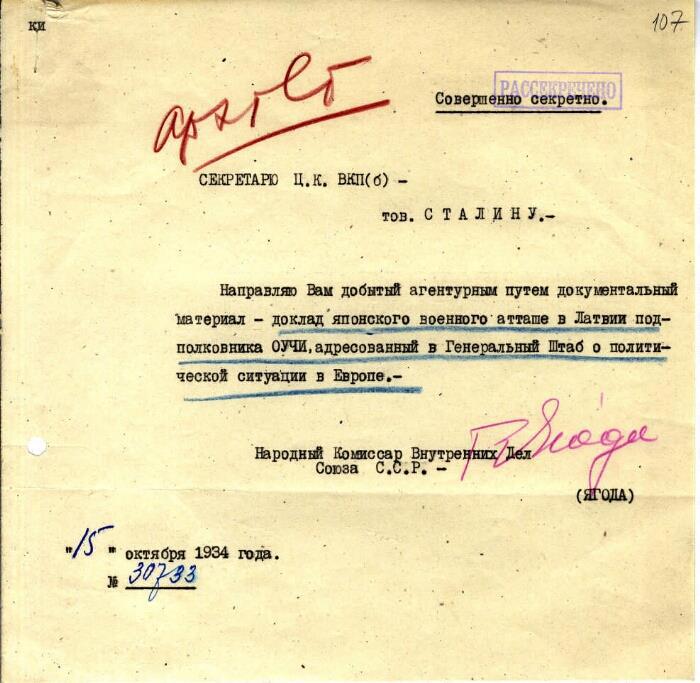 КИ
107
архив
РАССЕКРЕЧЕНО
Совершенно секретно.
СЕКРЕТАРЮ Ц.К. ВКП(б) –
тов. С Т А Л И Н У.–
Направляю Вам добытый агентурным путем документальный
материал – доклад японского военного атташе в Латвии под-
полковника ОУЧИ, адресованный в Генеральный Штаб о полити-
ческой ситуации в Европе.–
Народный Комиссар Внутренних Дел
Союза С.С.Р. –
(ЯГОДА)
"15" октября 1934 года.
№ 30733